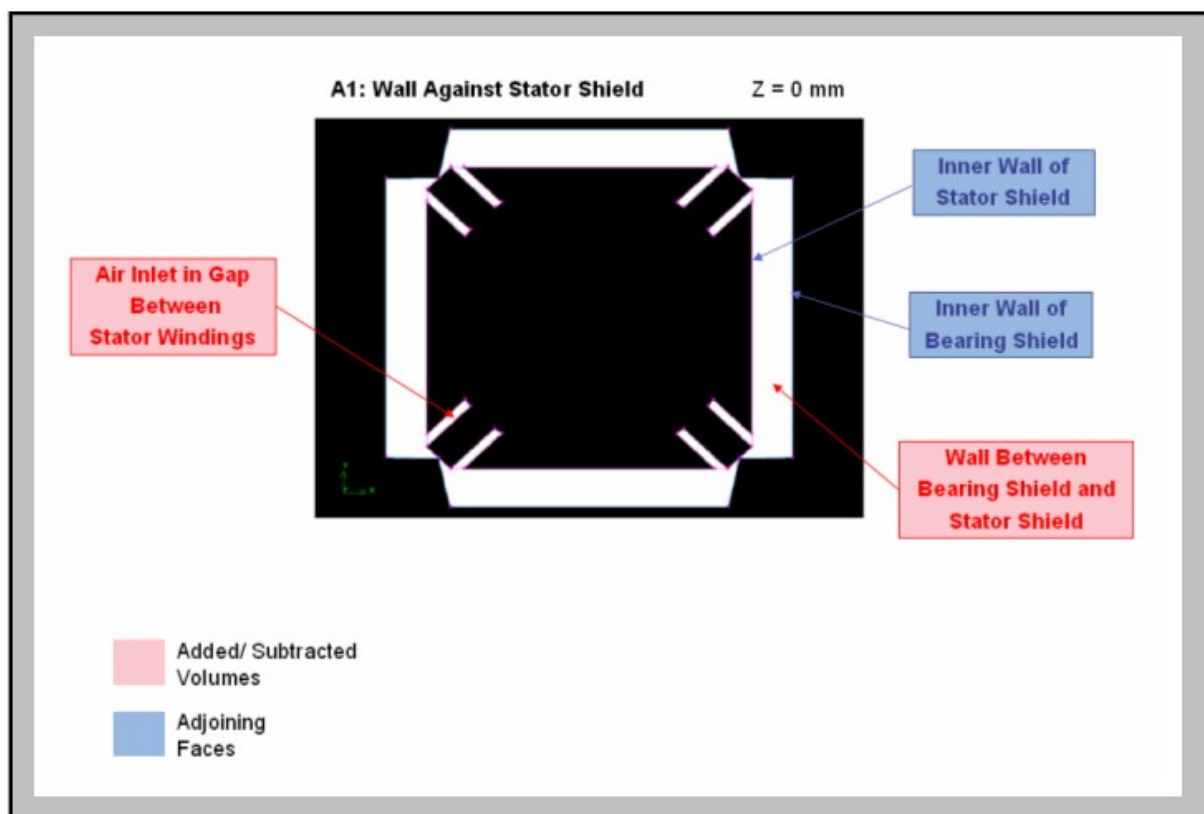 A1: Wall Against Stator Shield Z = 0 mm
Inner Wall of
Stator Shield
Air Inlet in Gap
Between
Stator Windings
Inner Wall of
Bearing Shield
Wall Between
Bearing Shield and
Stator Shield
Added/ Subtracted
Volumes
Adjoining
Faces